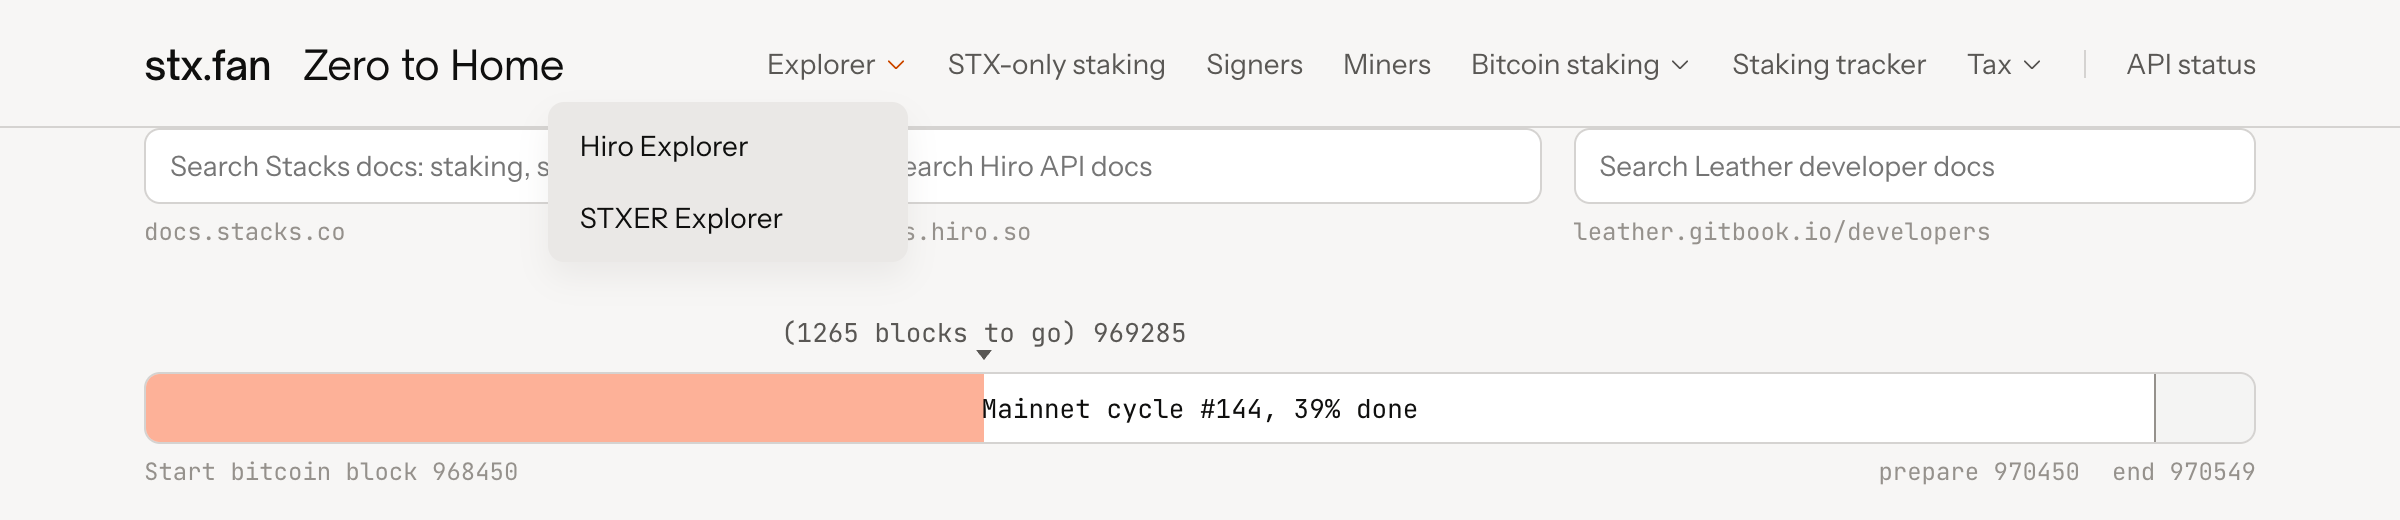 stx.fan Zero to Home Explorer STX-only staking Signers Miners Bitcoin staking Staking tracker Tax API status
Hiro Explorer
STXER Explorer
Search Stacks docs: staking, s
earch Hiro API docs
Search Leather developer docs
docs.stacks.co
s.hiro.so
leather.gitbook.io/developers
(1265 blocks to go) 969285
Mainnet cycle #144, 39% done
Start bitcoin block 968450
prepare 970450 end 970549